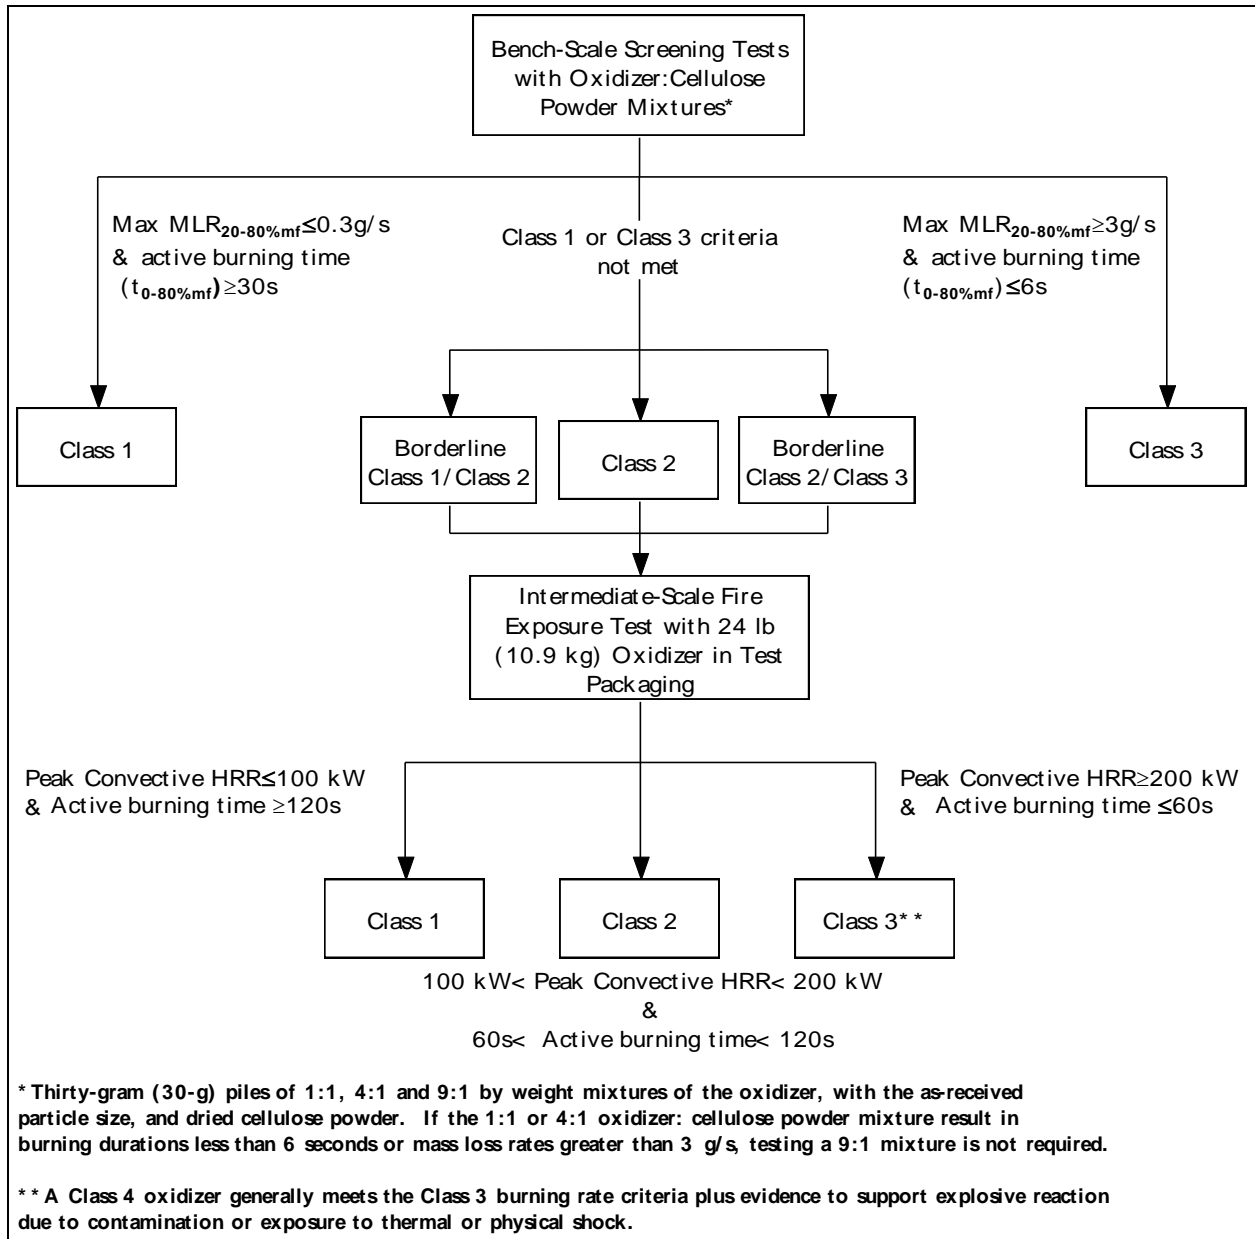 Bench-Scale Screening Tests
with Oxidizer:Cellulose
Powder Mixtures*
Max MLR20-80%mf≤0.3g/s
& active burning time
(t0-80%mf) ≥30s
Class 1 or Class 3 criteria
not met
Max MLR20-80%mf≥3g/s
& active burning time
(t0-80%mf) ≤6s
Class 1
Borderline
Class 1/Class 2
Class 2
Borderline
Class 2/Class 3
Class 3
Intermediate-Scale Fire
Exposure Test with 24 lb
(10.9 kg) Oxidizer in Test
Packaging
Peak Convective HRR≤100 kW
& Active burning time ≥120s
Peak Convective HRR≥200 kW
& Active burning time ≤60s
Class 1
Class 2
Class 3**
100 kW< Peak Convective HRR< 200 kW
&
60s< Active burning time< 120s
* Thirty-gram (30-g) piles of 1:1, 4:1 and 9:1 by weight mixtures of the oxidizer, with the as-received
particle size, and dried cellulose powder. If the 1:1 or 4:1 oxidizer: cellulose powder mixture result in
burning durations less than 6 seconds or mass loss rates greater than 3 g/s, testing a 9:1 mixture is not required.
** A Class 4 oxidizer generally meets the Class 3 burning rate criteria plus evidence to support explosive reaction
due to contamination or exposure to thermal or physical shock.